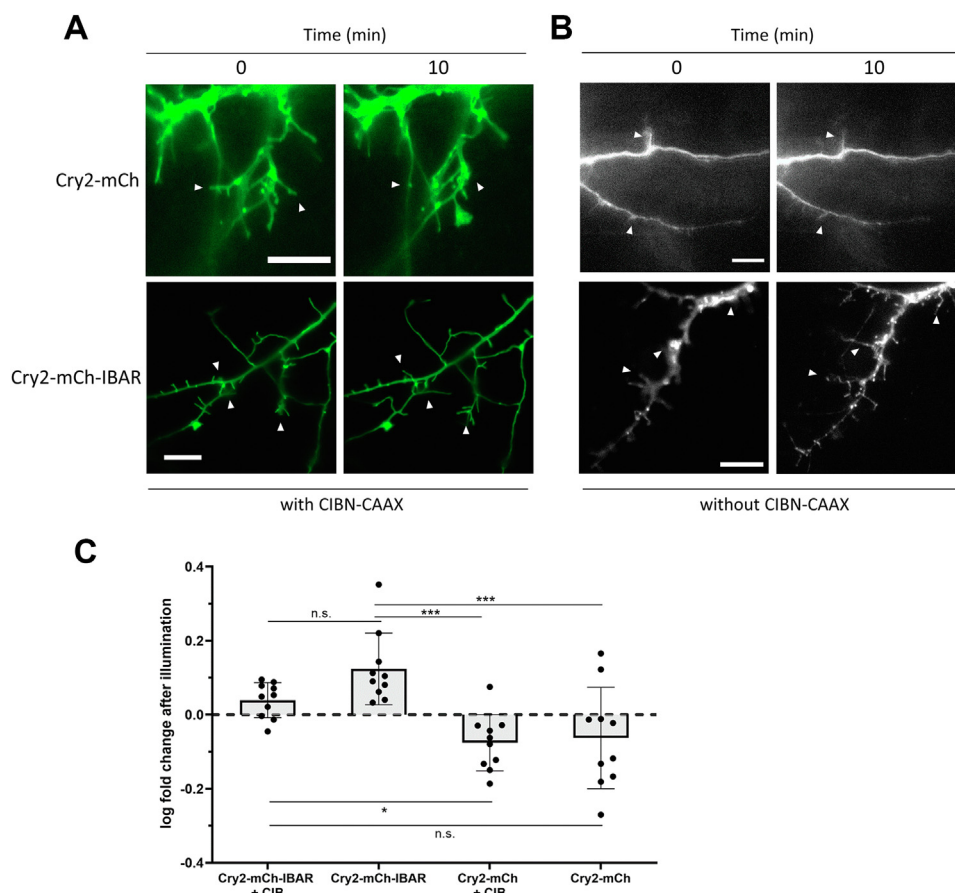 A
Time (min)
0 10
B
Time (min)
0 10
Cry2-mCh
Cry2-mCh-IBAR
with CIBN-CAAX
without CIBN-CAAX
C
log fold change after illumination
0.4
0.2
0.0
-0.2
-0.4
n.s.
***
***
*
n.s.
Cry2-mCh-IBAR
+ CIB
Cry2-mCh-IBAR
Cry2-mCh
+ CIB
Cry2-mCh